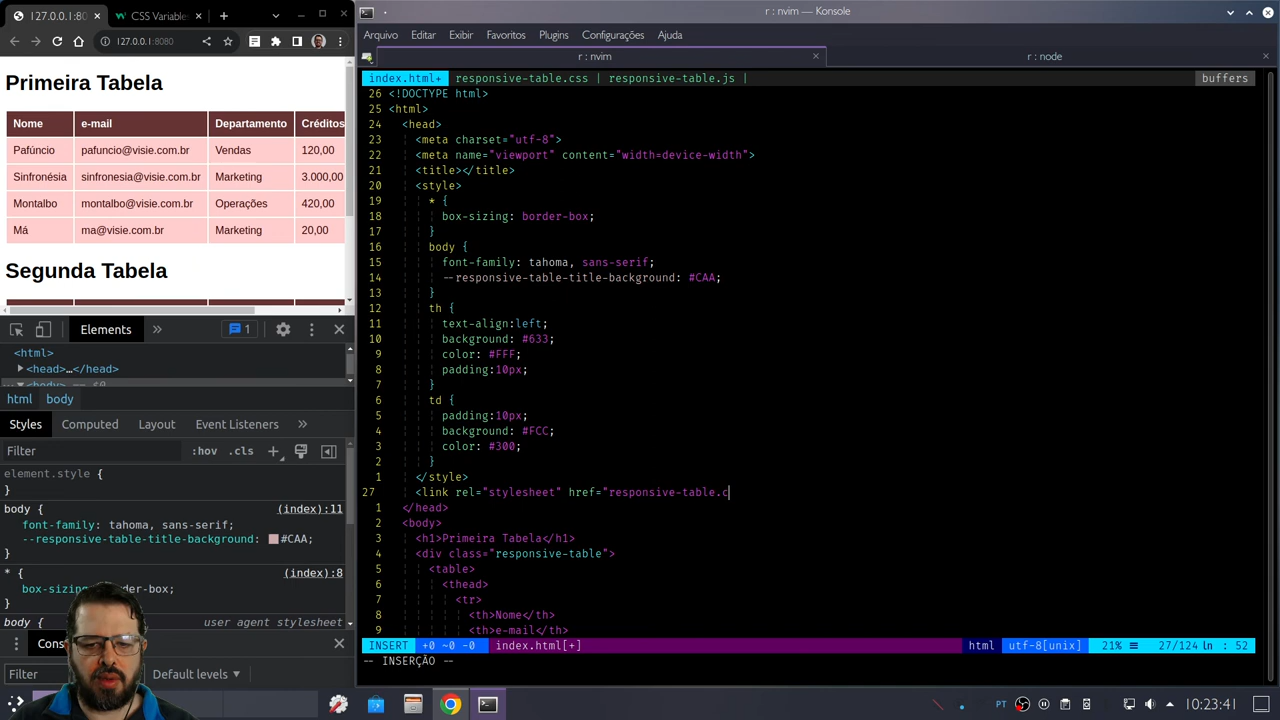 127.0.0.1:80
CSS Variable
127.0.0.1:8080
Primeira Tabela
Nome e-mail Departamento Créditos
Pafúncio pafuncio@visie.com.br Vendas 120,00
Sinfronésia sinfronesia@visie.com.br Marketing 3.000,00
Montalbo montalbo@visie.com.br Operações 420,00
Má ma@visie.com.br Marketing 20,00
Segunda Tabela
Elements » 1
<html>
<head>…</head>
<body> == $0
html body
Styles Computed Layout Event Listeners »
Filter :hov .cls
element.style {
}
body { (index):11
font-family: tahoma, sans-serif;
--responsive-table-title-background: #CAA;
}
* { (index):8
}
body { user agent stylesheet
Filter Default levels
r : nvim — Konsole
Arquivo Editar Exibir Favoritos Plugins Configurações Ajuda
r : nvim r : node
index.html+ responsive-table.css | responsive-table.js | buffers
26 <!DOCTYPE html>
25 <html>
24 <head>
23 <meta charset="utf-8">
22 <meta name="viewport" content="width=device-width">
21 <title></title>
20 <style>
19 * {
18 box-sizing: border-box;
17 }
16 body {
15 font-family: tahoma, sans-serif;
14 --responsive-table-title-background: #CAA;
13 }
12 th {
11 text-align:left;
10 background: #633;
9 color: #FFF;
8 padding:10px;
7 }
6 td {
5 padding:10px;
4 background: #FCC;
3 color: #300;
2 }
1 </style>
27 <link rel="stylesheet" href="responsive-table.c
1 </head>
2 <body>
3 <h1>Primeira Tabela</h1>
4 <div class="responsive-table">
5 <table>
6 <thead>
7 <tr>
8 <th>Nome</th>
9 <th>e-mail</th>
INSERT +0 ~0 -0 index.html[+] html utf-8[unix] 21% ☰ 27/124 ln : 52
-- INSERÇÃO --
PT 10:23:41